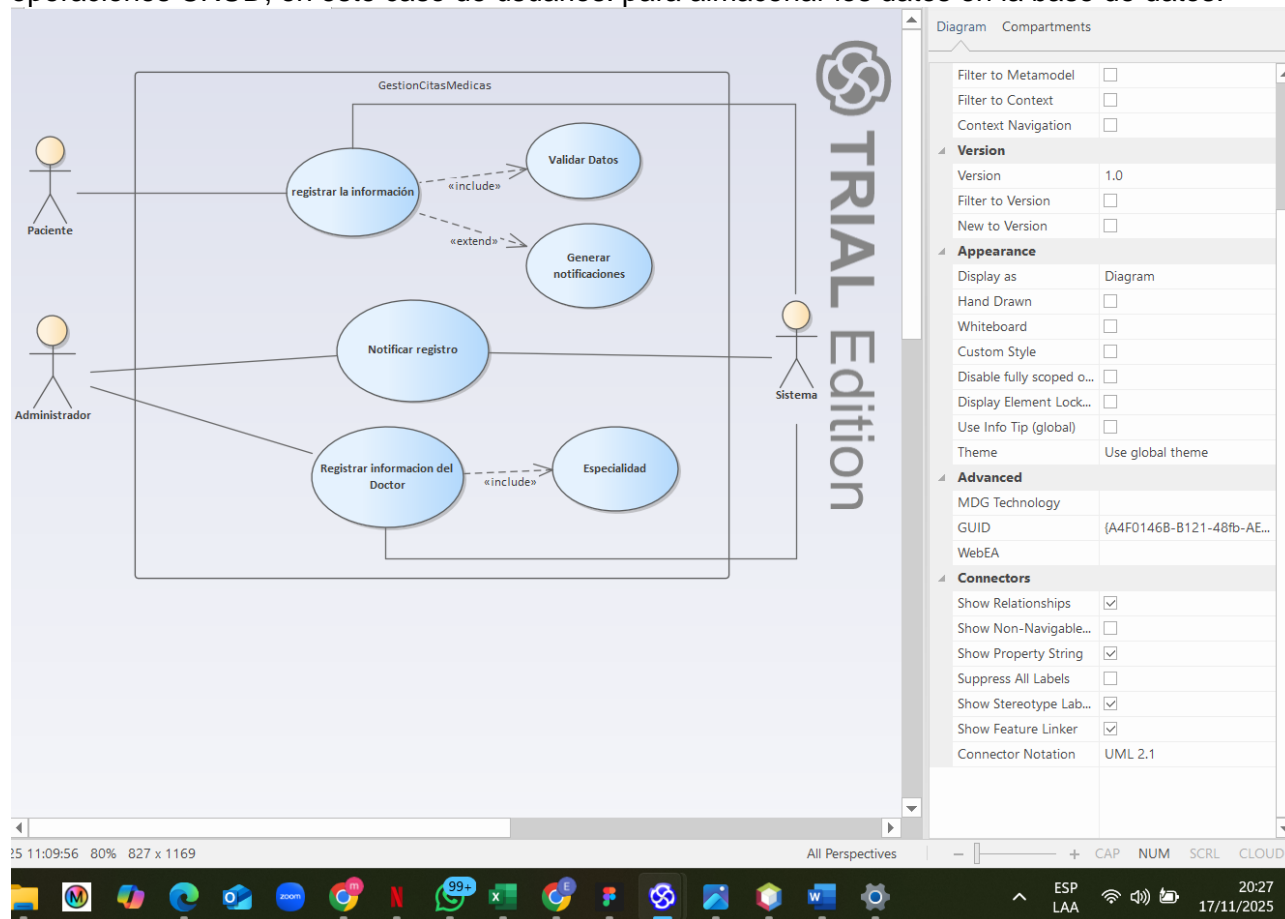 Diagram Compartments
GestionCitasMedicas
Paciente
Administrador
Sistema
registrar la información
«include»
Validar Datos
«extend»
Generar
notificaciones
Notificar registro
Registrar informacion del
Doctor
«include»
Especialidad
TRIAL Edition
Filter to Metamodel
Filter to Context
Context Navigation
Version
Version 1.0
Filter to Version
New to Version
Appearance
Display as Diagram
Hand Drawn
Whiteboard
Custom Style
Disable fully scoped o...
Display Element Lock...
Use Info Tip (global)
Theme Use global theme
Advanced
MDG Technology
GUID {A4F0146B-B121-48fb-AE...
WebEA
Connectors
Show Relationships
Show Non-Navigable...
Show Property String
Suppress All Labels
Show Stereotype Lab...
Show Feature Linker
Connector Notation UML 2.1
25 11:09:56 80% 827 x 1169 All Perspectives CAP NUM SCRL CLOUD
zoom 99+
ESP
LAA
20:27
17/11/2025